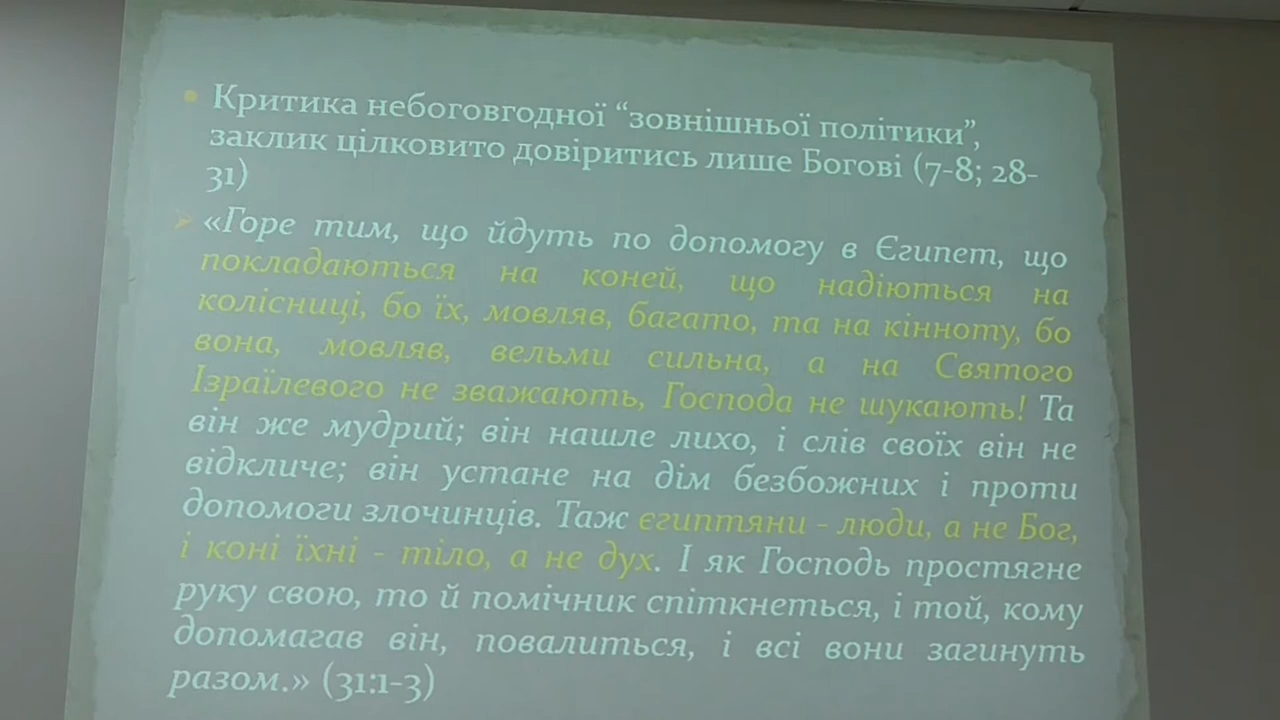 • Критика небоговгодної “зовнішньої політики”,
заклик цілковито довіритись лише Богові (7-8; 28-
31)
➢ «Горе тим, що йдуть по допомогу в Єгипет, що
покладаються на коней, що надіються на
колісниці, бо їх, мовляв, багато, та на кінноту, бо
вона, мовляв, вельми сильна, а на Святого
Ізраїлевого не зважають, Господа не шукають! Та
він же мудрий; він нашле лихо, і слів своїх він не
відкличе; він устане на дім безбожних і проти
допомоги злочинців. Таж єгиптяни - люди, а не Бог,
і коні їхні - тіло, а не дух. І як Господь простягне
руку свою, то й помічник спіткнеться, і той, кому
допомагав він, повалиться, і всі вони загинуть
разом.» (31:1-3)